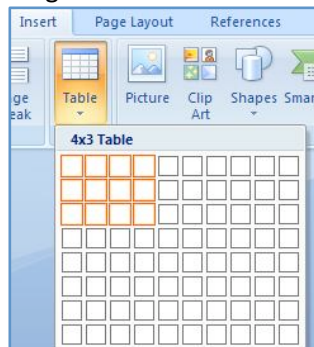 Insert Page Layout References
ge Table Picture Clip Shapes Smar
eak Art
4x3 Table